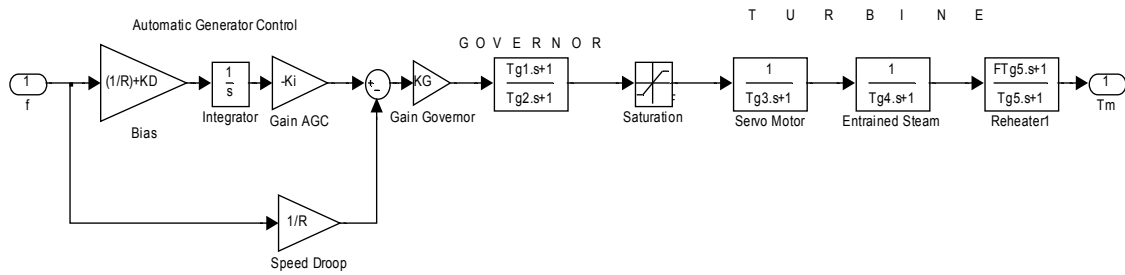 T U R B I N E
Automatic Generator Control
G O V E R N O R
1
f
(1/R)+KD
Bias
1
s
Integrator
-Ki
Gain AGC
KG
Gain Governor
Tg1.s+1
Tg2.s+1
Saturation
1
Tg3.s+1
Servo Motor
1
Tg4.s+1
Entrained Steam
FTg5.s+1
Tg5.s+1
Reheater1
1
Tm
1/R
Speed Droop